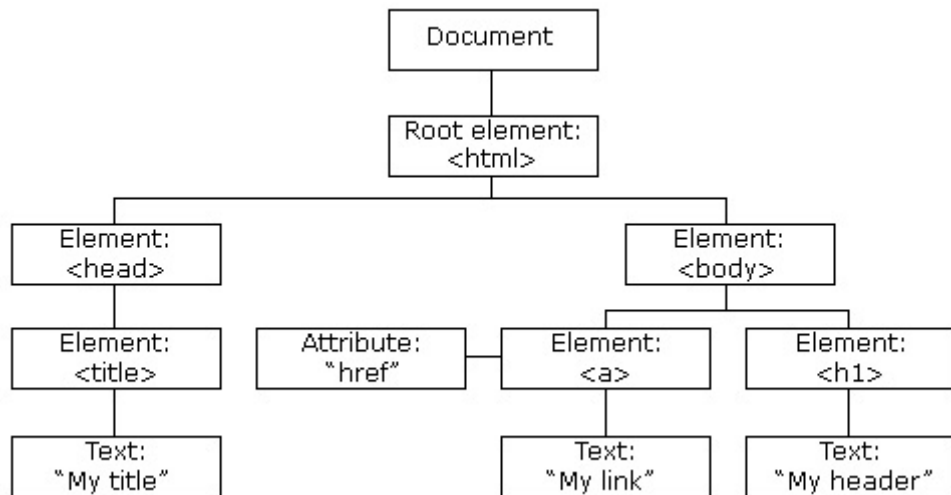 Document
Root element:
<html>
Element:
<head>
Element:
<body>
Element:
<title>
Attribute:
“href”
Element:
<a>
Element:
<h1>
Text:
“My title”
Text:
“My link”
Text:
“My header”